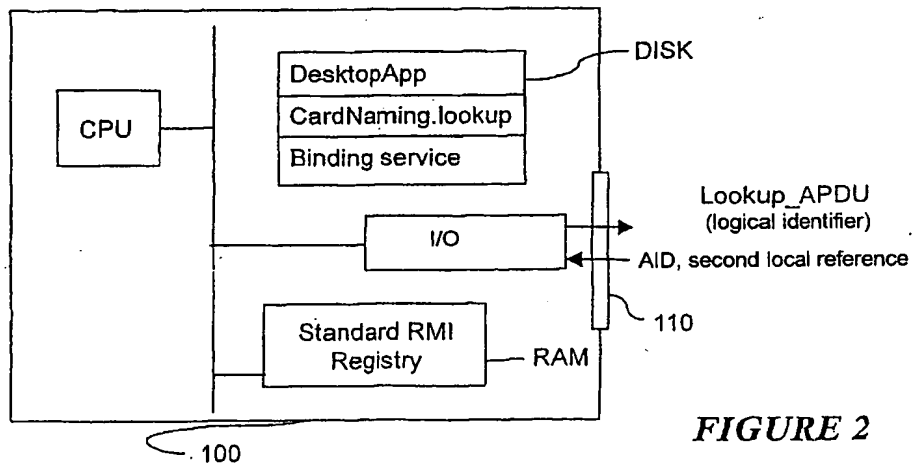 DesktopApp
DISK
CPU
CardNaming.lookup
Binding service
Lookup_APDU
(logical identifier)
I/O
AID, second local reference
110
Standard RMI
Registry
RAM
100
FIGURE 2